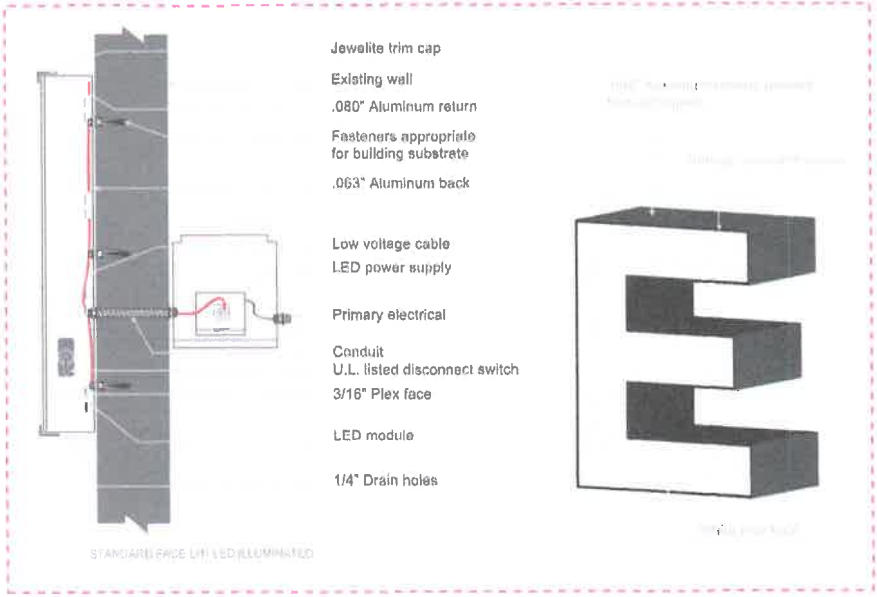 Jewelite trim cap
Existing wall
.080" Aluminum return
Fasteners appropriate
for building substrate
.063" Aluminum back
Low voltage cable
LED power supply
Primary electrical
Conduit
U.L. listed disconnect switch
3/16" Plex face
LED module
1/4" Drain holes
STANDARD FACE LIT LED ILLUMINATED
E